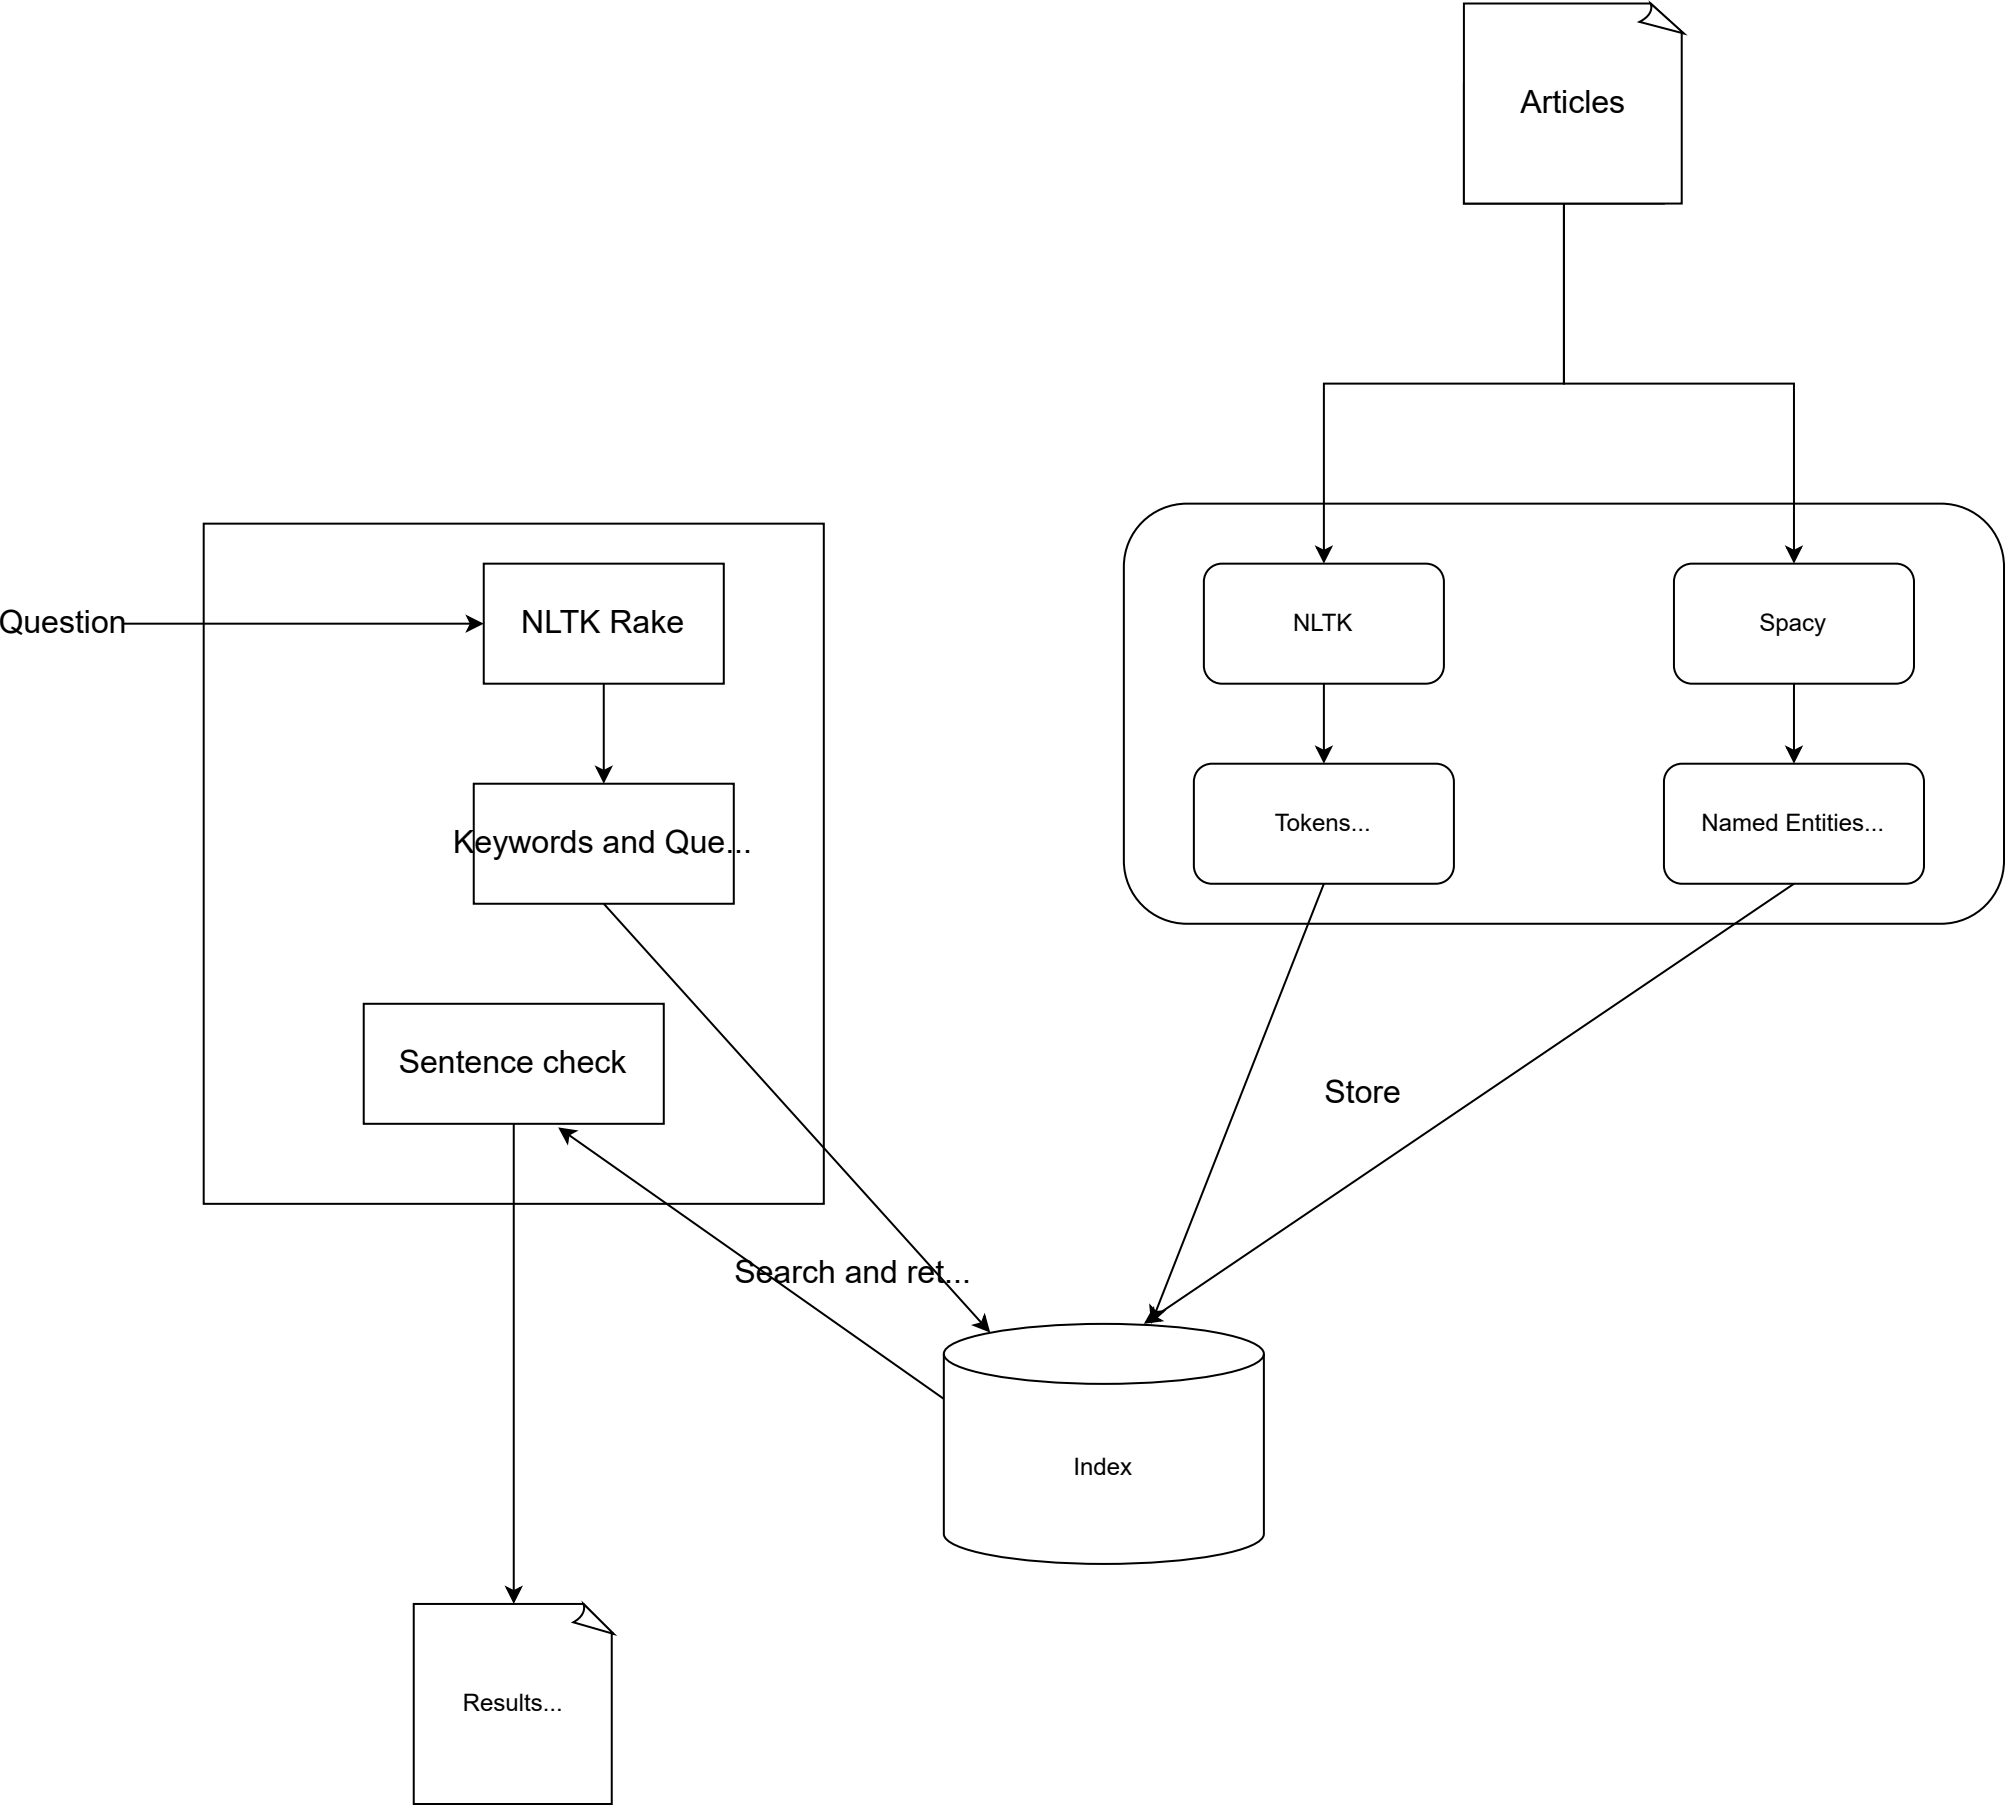 Articles
Question
NLTK Rake
NLTK
Spacy
Keywords and Que...
Tokens...
Named Entities...
Sentence check
Store
Search and ret...
Index
Results...